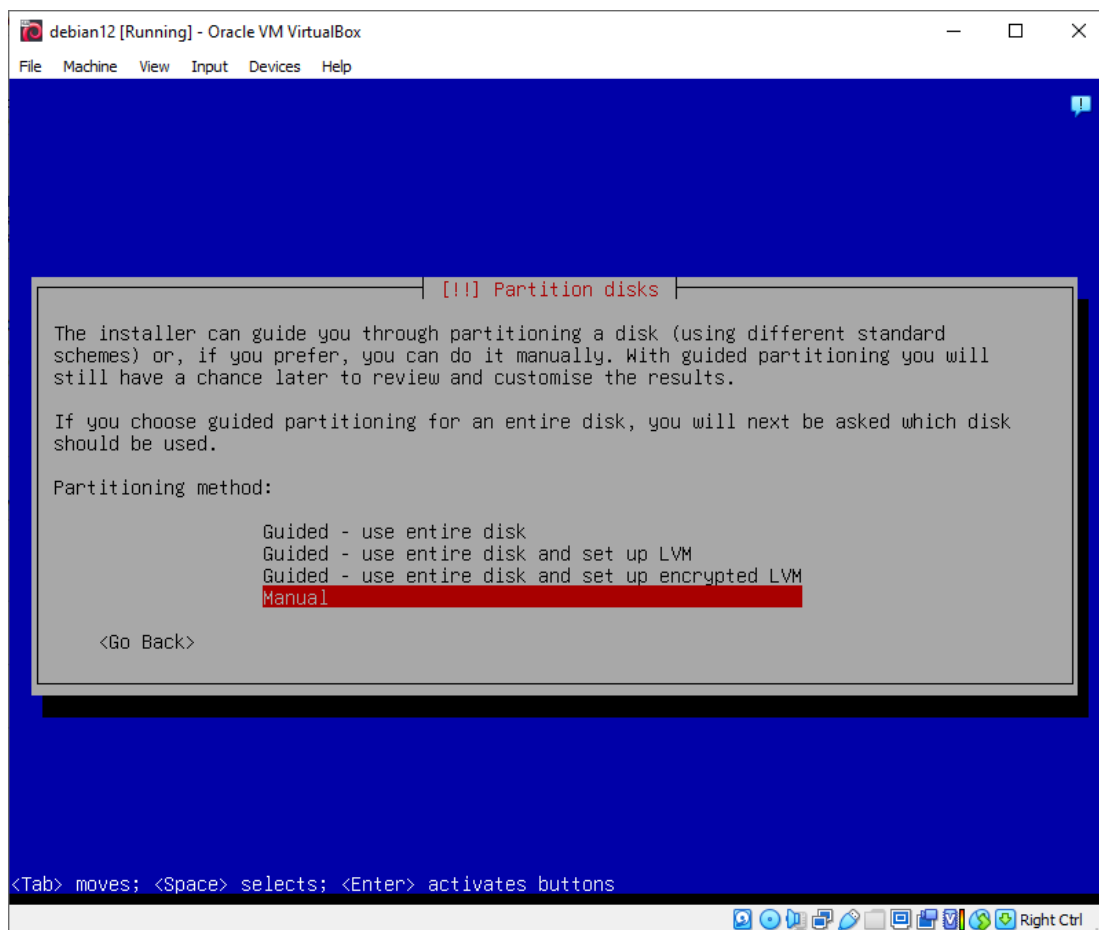 debian12 [Running] - Oracle VM VirtualBox
File Machine View Input Devices Help
[!!] Partition disks
The installer can guide you through partitioning a disk (using different standard
schemes) or, if you prefer, you can do it manually. With guided partitioning you will
still have a chance later to review and customise the results.
If you choose guided partitioning for an entire disk, you will next be asked which disk
should be used.
Partitioning method:
Guided - use entire disk
Guided - use entire disk and set up LVM
Guided - use entire disk and set up encrypted LVM
Manual
<Go Back>
<Tab> moves; <Space> selects; <Enter> activates buttons
Right Ctrl